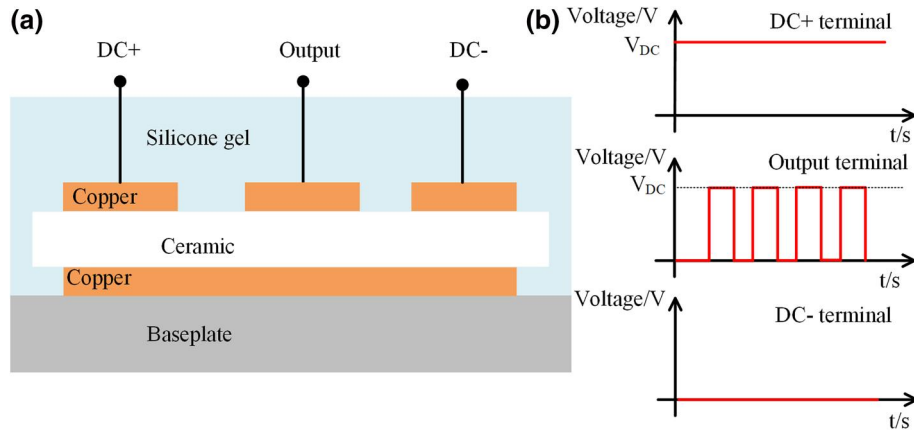 (a)
DC+
Output
DC-
Silicone gel
Copper
Ceramic
Copper
Baseplate
(b)
Voltage/V
DC+ terminal
VDC
t/s
Voltage/V
Output terminal
VDC
t/s
Voltage/V
DC- terminal
t/s